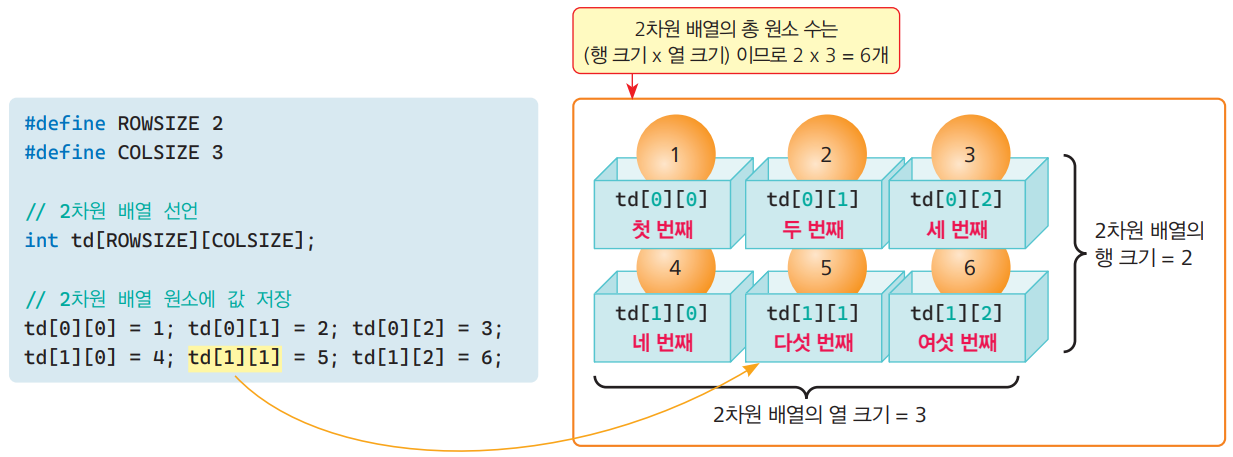 2차원 배열의 총 원소 수는
(행 크기 x 열 크기) 이므로 2 x 3 = 6개
#define ROWSIZE 2
#define COLSIZE 3
// 2차원 배열 선언
int td[ROWSIZE][COLSIZE];
// 2차원 배열 원소에 값 저장
td[0][0] = 1; td[0][1] = 2; td[0][2] = 3;
td[1][0] = 4; td[1][1] = 5; td[1][2] = 6;
1 2 3
td[0][0] td[0][1] td[0][2]
첫 번째 두 번째 세 번째
4 5 6
td[1][0] td[1][1] td[1][2]
네 번째 다섯 번째 여섯 번째
2차원 배열의
행 크기 = 2
2차원 배열의 열 크기 = 3